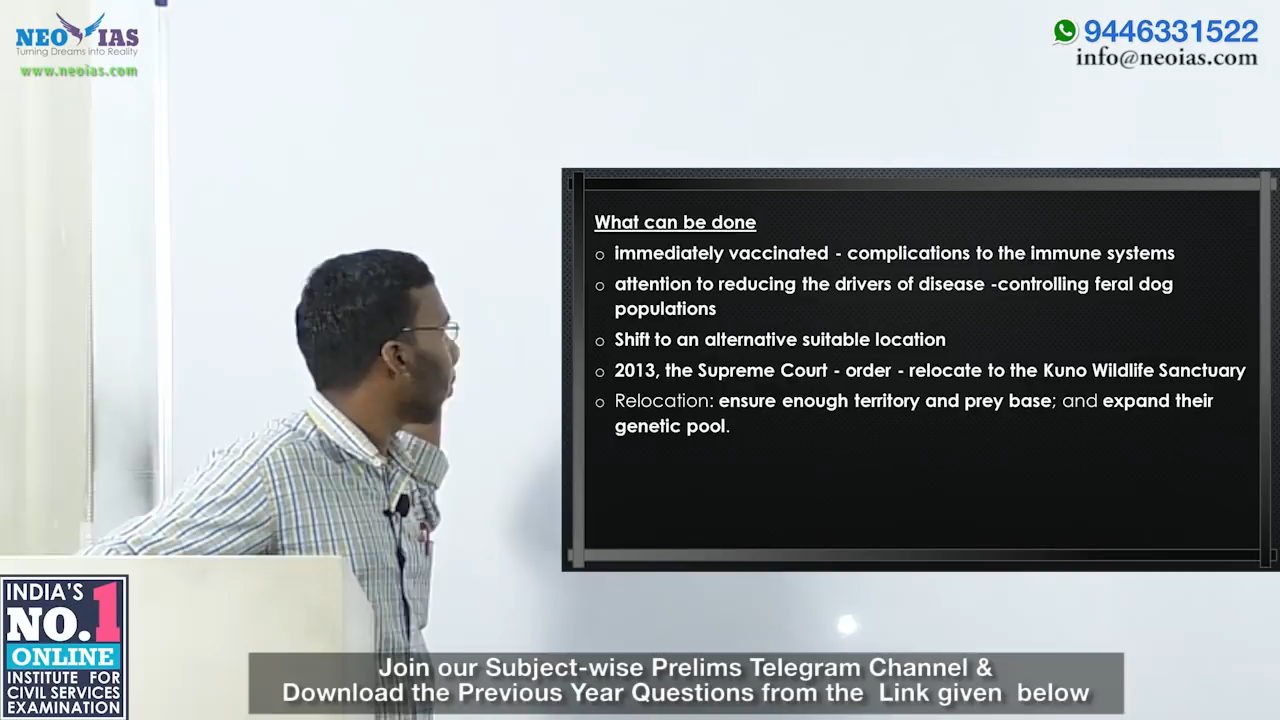 NEO IAS
Turning Dreams into Reality
www.neoias.com
9446331522
info@neoias.com
What can be done
immediately vaccinated - complications to the immune systems
attention to reducing the drivers of disease -controlling feral dog
populations
Shift to an alternative suitable location
2013, the Supreme Court - order - relocate to the Kuno Wildlife Sanctuary
Relocation: ensure enough territory and prey base; and expand their
genetic pool.
INDIA'S
NO.1
ONLINE
INSTITUTE FOR
CIVIL SERVICES
EXAMINATION
Join our Subject-wise Prelims Telegram Channel &
Download the Previous Year Questions from the Link given below